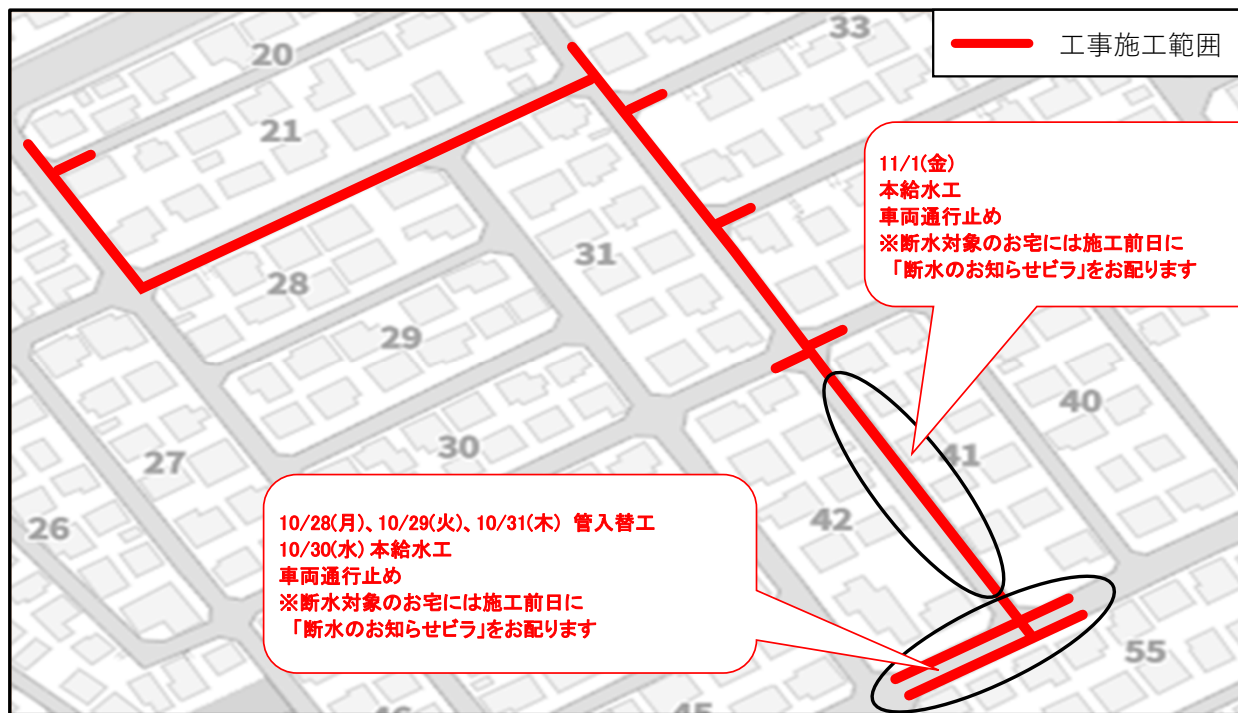 工事施工範囲
20
33
21
11/1(金)
本給水工
車両通行止め
※断水対象のお宅には施工前日に
「断水のお知らせビラ」をお配ります
31
28
29
40
30
41
27
26
42
10/28(月)、10/29(火)、10/31(木) 管入替工
10/30(水) 本給水工
車両通行止め
※断水対象のお宅には施工前日に
「断水のお知らせビラ」をお配ります
55
46
45